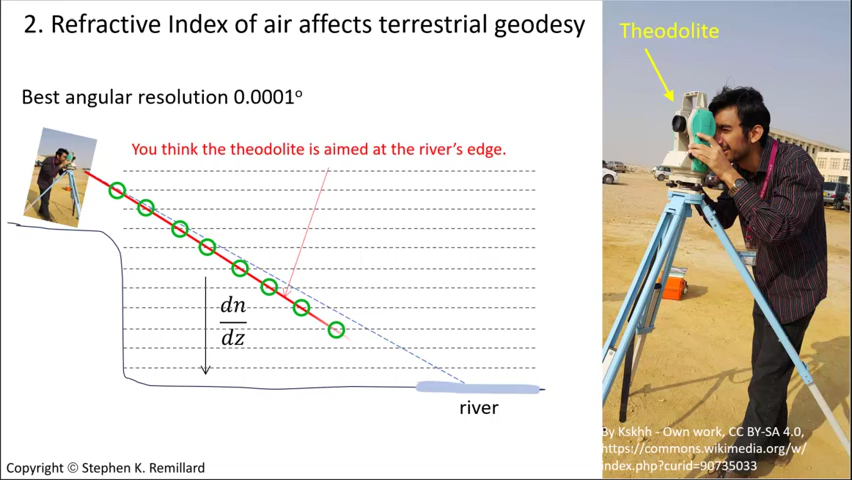 2. Refractive Index of air affects terrestrial geodesy
Theodolite
Best angular resolution 0.0001°
You think the theodolite is aimed at the river's edge.
dn
dz
river
By Kskhh - Own work, CC BY-SA 4.0,
https://commons.wikimedia.org/w/
index.php?curid=90735033
Copyright © Stephen K. Remillard